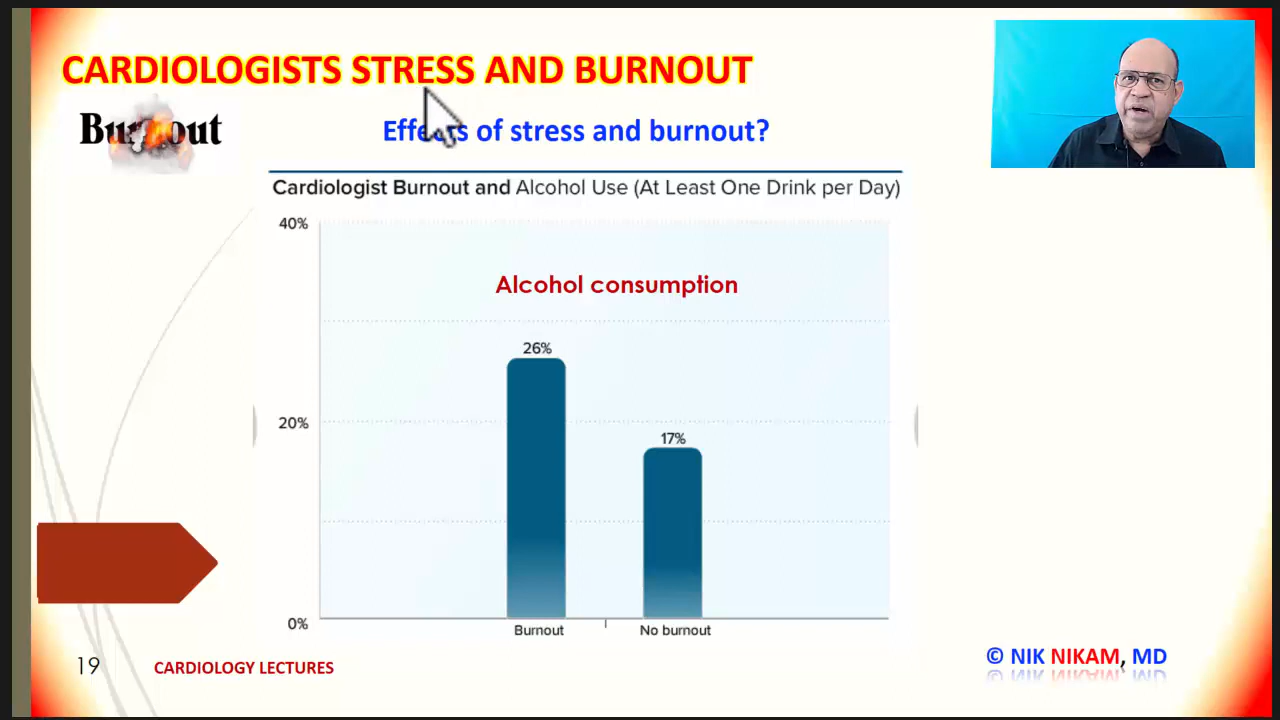 CARDIOLOGISTS STRESS AND BURNOUT
Burnout
Effects of stress and burnout?
Cardiologist Burnout and Alcohol Use (At Least One Drink per Day)
40%
Alcohol consumption
26%
20%
17%
0%
Burnout
No burnout
19
CARDIOLOGY LECTURES
© NIK NIKAM, MD